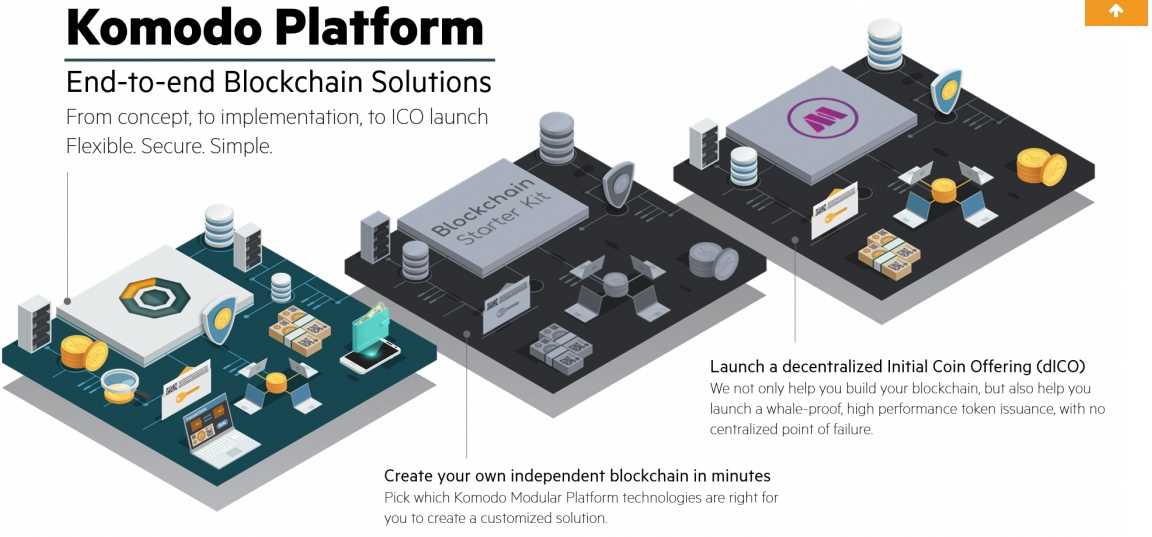 Komodo Platform
End-to-end Blockchain Solutions
From concept, to implementation, to ICO launch
Flexible. Secure. Simple.
Blockchain
Starter Kit
Launch a decentralized Initial Coin Offering (dICO)
We not only help you build your blockchain, but also help you
launch a whale-proof, high performance token issuance, with no
centralized point of failure.
Create your own independent blockchain in minutes
Pick which Komodo Modular Platform technologies are right for
you to create a customized solution.